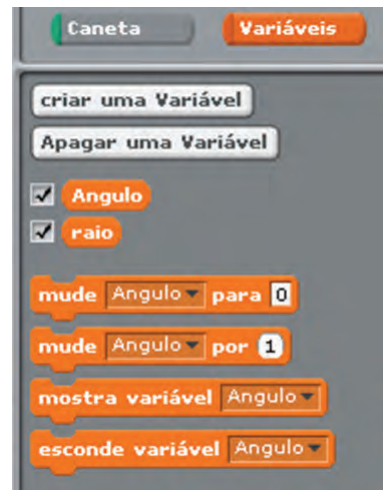 Caneta Variáveis
criar uma Variável
Apagar uma Variável
Angulo
raio
mude Angulo para 0
mude Angulo por 1
mostra variável Angulo
esconde variável Angulo